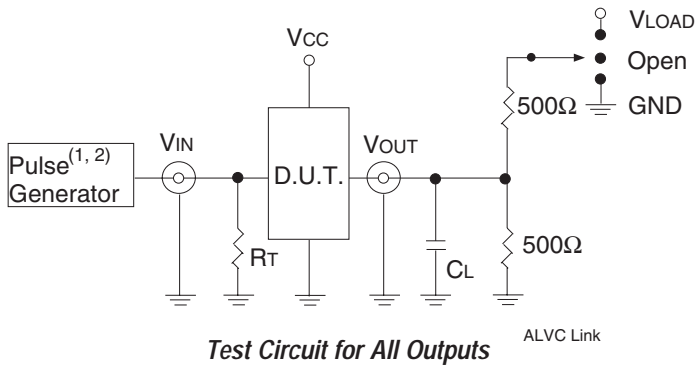 VLOAD
VCC
Open
500Ω
GND
VIN
VOUT
Pulse(1, 2)
Generator
D.U.T.
RT
CL
500Ω
ALVC Link
Test Circuit for All Outputs